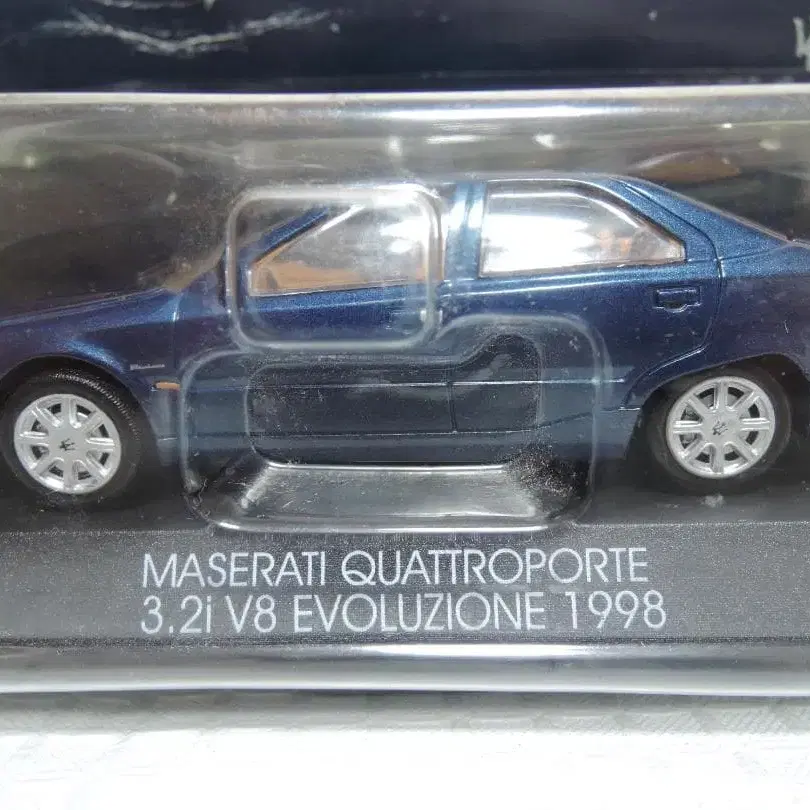 MASERATI QUATTROPORTE
3.2i V8 EVOLUZIONE 1998